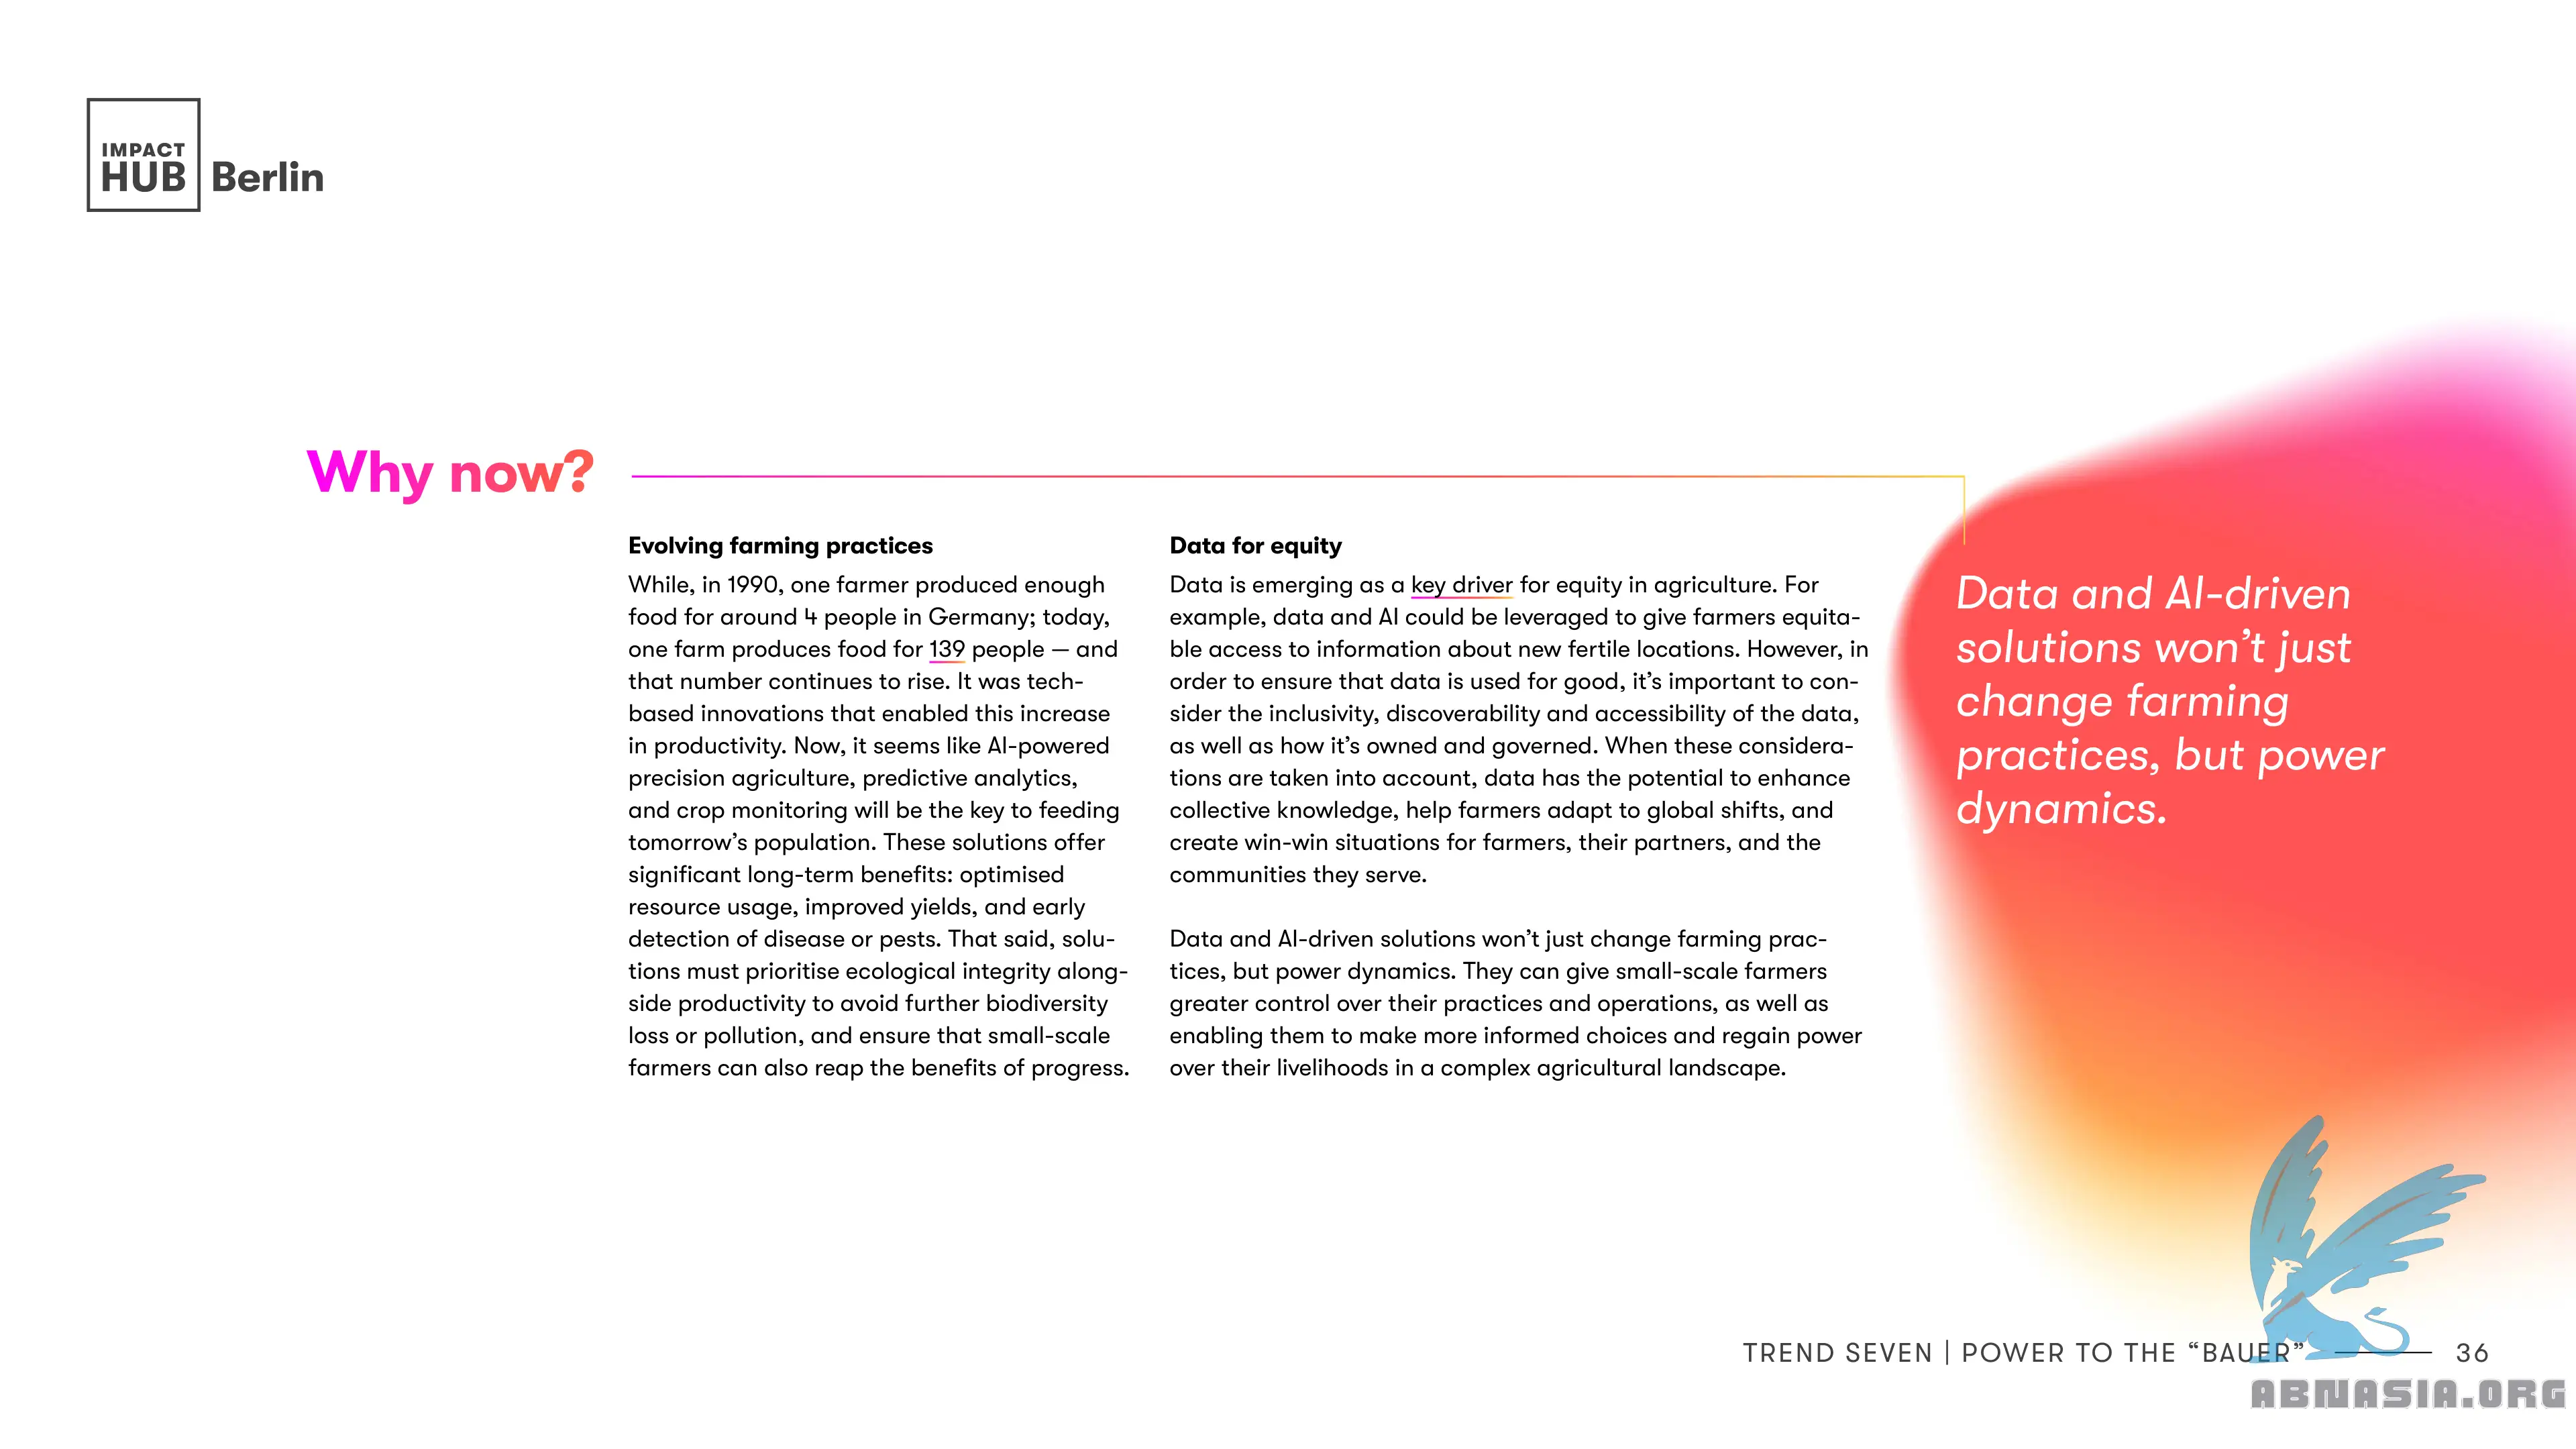 IMPACT
HUB Berlin
Why now?
Evolving farming practices
While, in 1990, one farmer produced enough
food for around 4 people in Germany; today,
one farm produces food for 139 people — and
that number continues to rise. It was tech-
based innovations that enabled this increase
in productivity. Now, it seems like AI-powered
precision agriculture, predictive analytics,
and crop monitoring will be the key to feeding
tomorrow’s population. These solutions offer
significant long-term benefits: optimised
resource usage, improved yields, and early
detection of disease or pests. That said, solu-
tions must prioritise ecological integrity along-
side productivity to avoid further biodiversity
loss or pollution, and ensure that small-scale
farmers can also reap the benefits of progress.
Data for equity
Data is emerging as a key driver for equity in agriculture. For
example, data and AI could be leveraged to give farmers equita-
ble access to information about new fertile locations. However, in
order to ensure that data is used for good, it’s important to con-
sider the inclusivity, discoverability and accessibility of the data,
as well as how it’s owned and governed. When these considera-
tions are taken into account, data has the potential to enhance
collective knowledge, help farmers adapt to global shifts, and
create win-win situations for farmers, their partners, and the
communities they serve.
Data and AI-driven solutions won’t just change farming prac-
tices, but power dynamics. They can give small-scale farmers
greater control over their practices and operations, as well as
enabling them to make more informed choices and regain power
over their livelihoods in a complex agricultural landscape.
Data and AI-driven
solutions won’t just
change farming
practices, but power
dynamics.
TREND SEVEN | POWER TO THE “BAUER” 36
ABNASIA.ORG